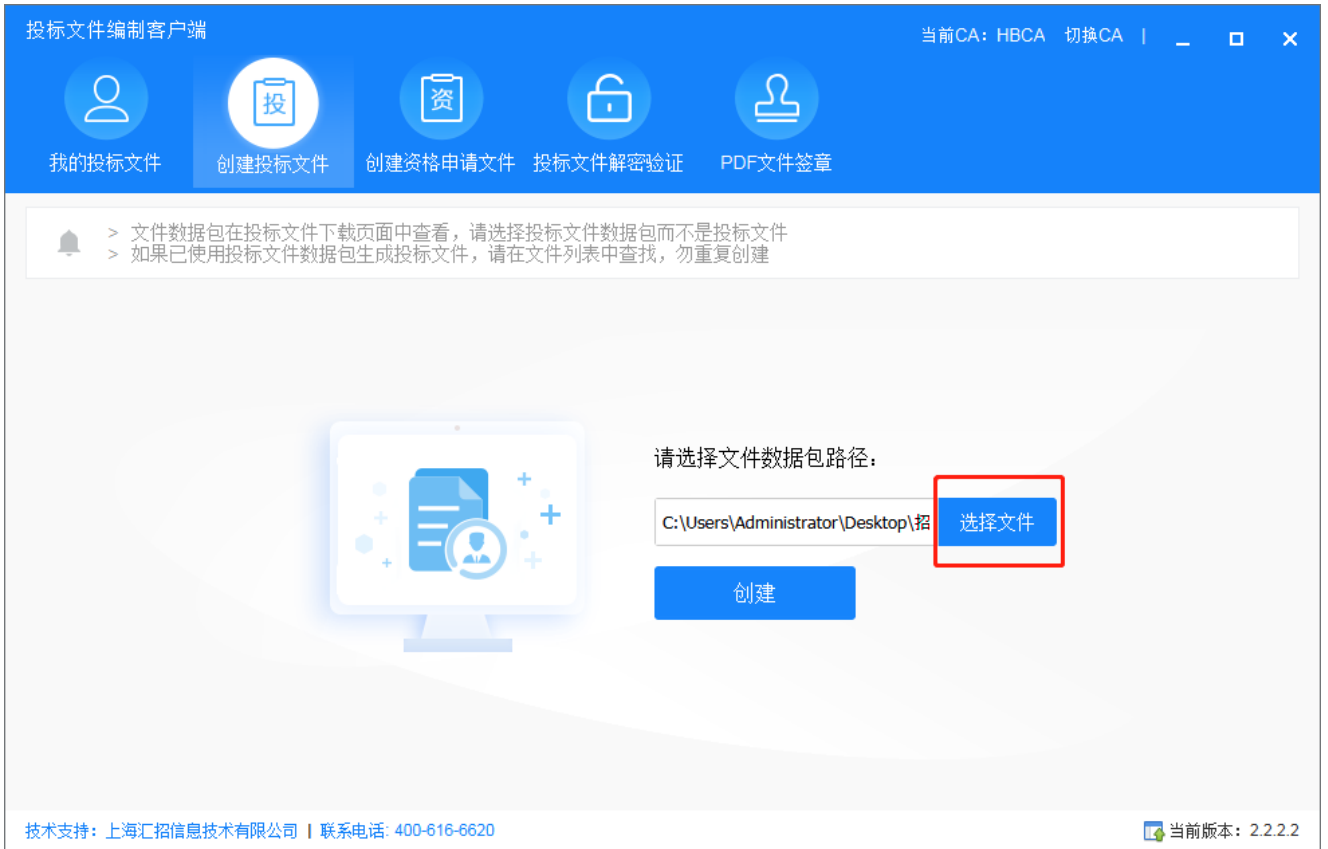 投标文件编制客户端
当前CA：HBCA 切换CA |
投
资
我的投标文件
创建投标文件
创建资格申请文件
投标文件解密验证
PDF文件签章
> 文件数据包在投标文件下载页面中查看，请选择投标文件数据包而不是投标文件
> 如果已使用投标文件数据包生成投标文件，请在文件列表中查找，勿重复创建
请选择文件数据包路径：
C:\Users\Administrator\Desktop\招
选择文件
创建
技术支持：上海汇招信息技术有限公司 | 联系电话: 400-616-6620
当前版本：2.2.2.2